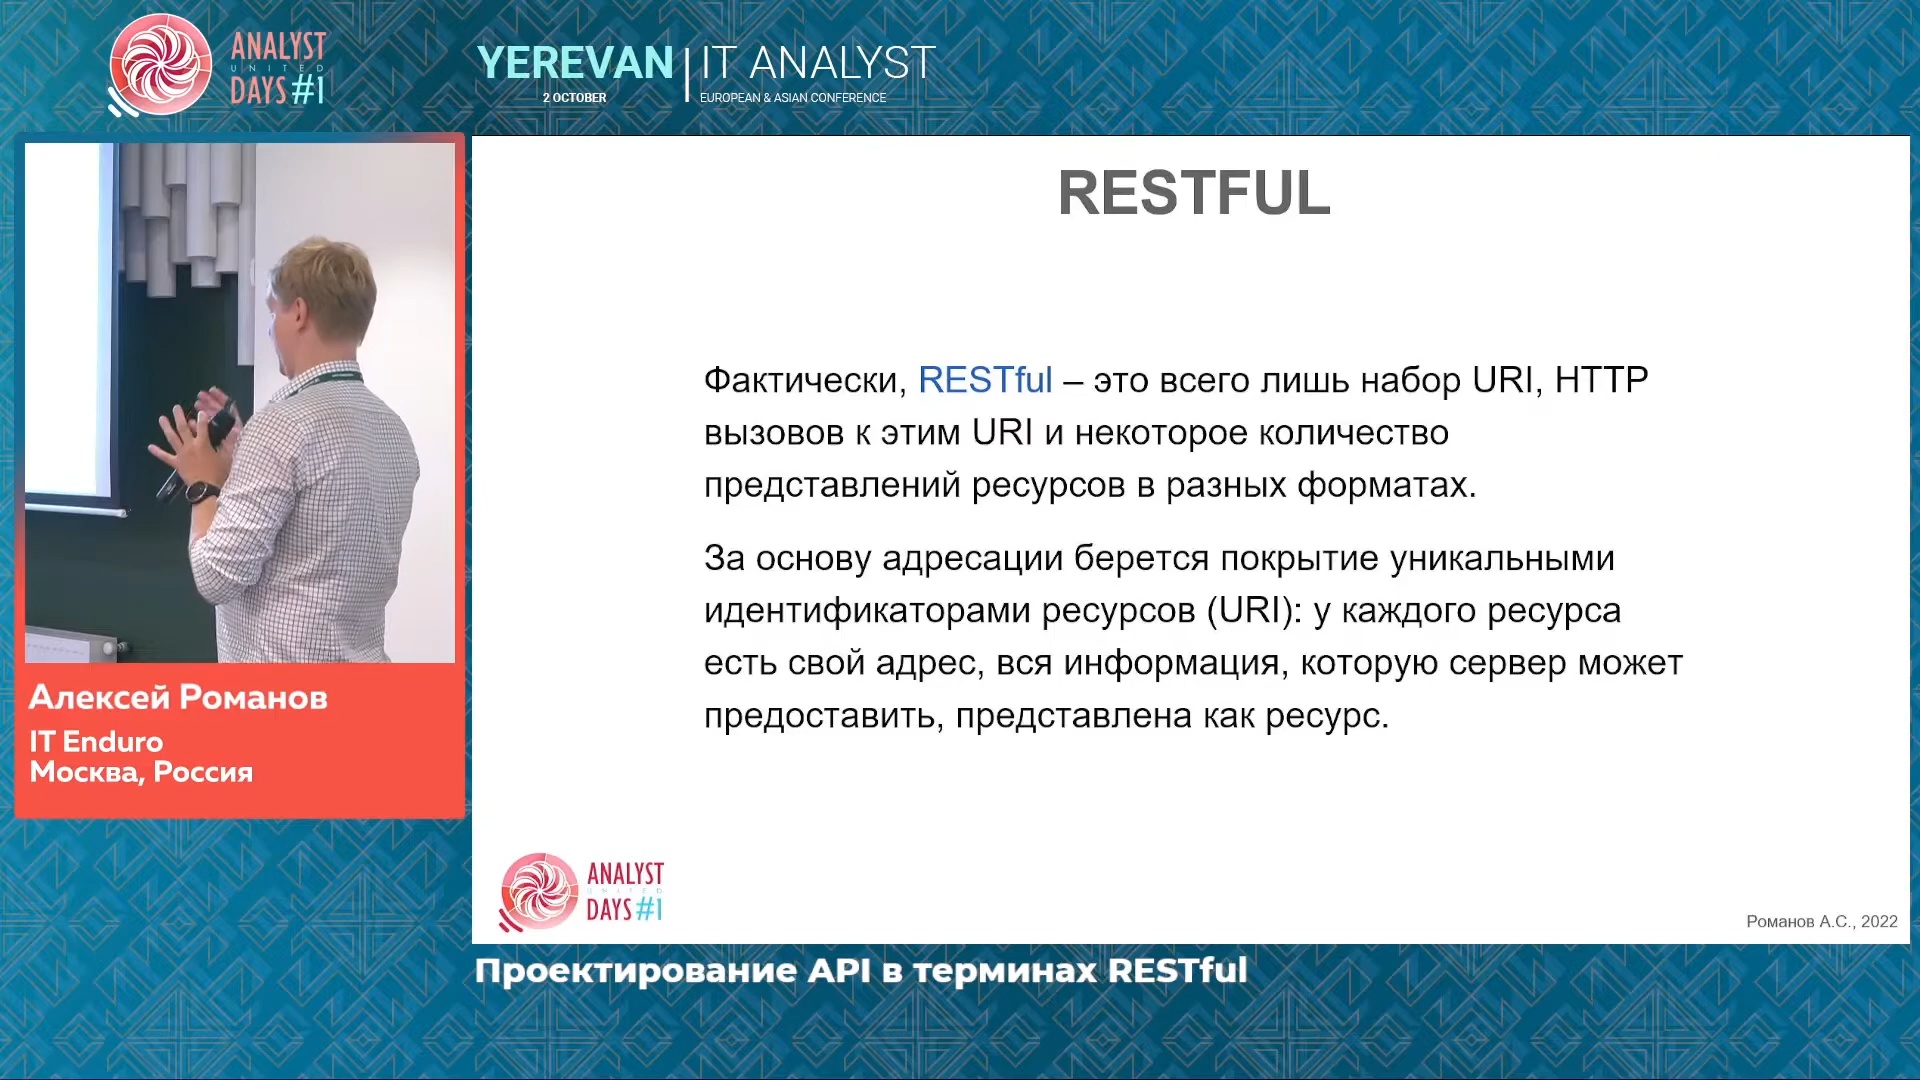 ANALYST
UNITED
DAYS #1
YEREVAN
2 OCTOBER
IT ANALYST
EUROPEAN & ASIAN CONFERENCE
Алексей Романов
IT Enduro
Москва, Россия
RESTFUL
Фактически, RESTful – это всего лишь набор URI, HTTP
вызовов к этим URI и некоторое количество
представлений ресурсов в разных форматах.
За основу адресации берется покрытие уникальными
идентификаторами ресурсов (URI): у каждого ресурса
есть свой адрес, вся информация, которую сервер может
предоставить, представлена как ресурс.
ANALYST
UNITED
DAYS #1
Романов А.С., 2022
Проектирование API в терминах RESTful